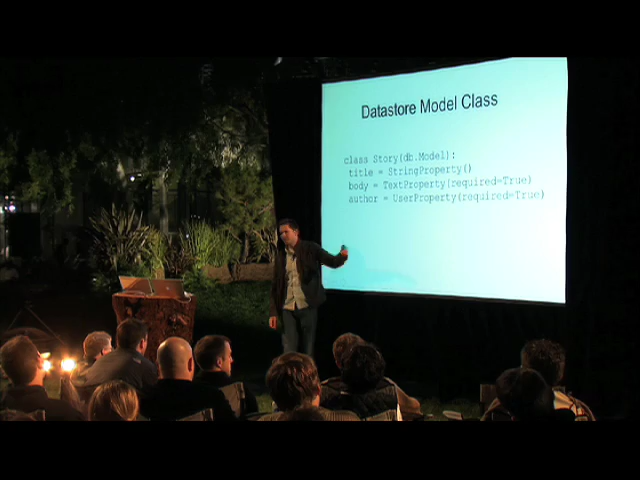 Datastore Model Class
class Story(db.Model):
title = StringProperty()
body = TextProperty(required=True)
author = UserProperty(required=True)